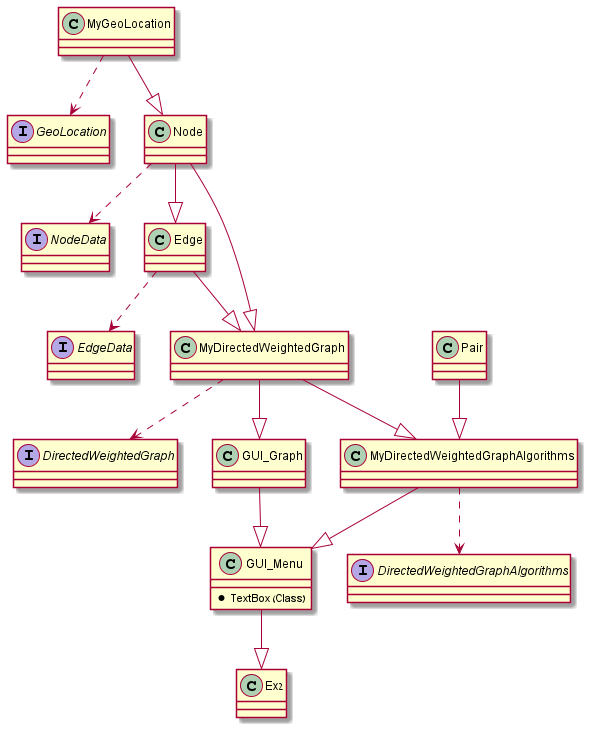 C MyGeoLocation
I GeoLocation
C Node
I NodeData
C Edge
I EdgeData
C MyDirectedWeightedGraph
C Pair
I DirectedWeightedGraph
C GUI_Graph
C MyDirectedWeightedGraphAlgorithms
C GUI_Menu
TextBox (Class)
I DirectedWeightedGraphAlgorithms
C Ex2